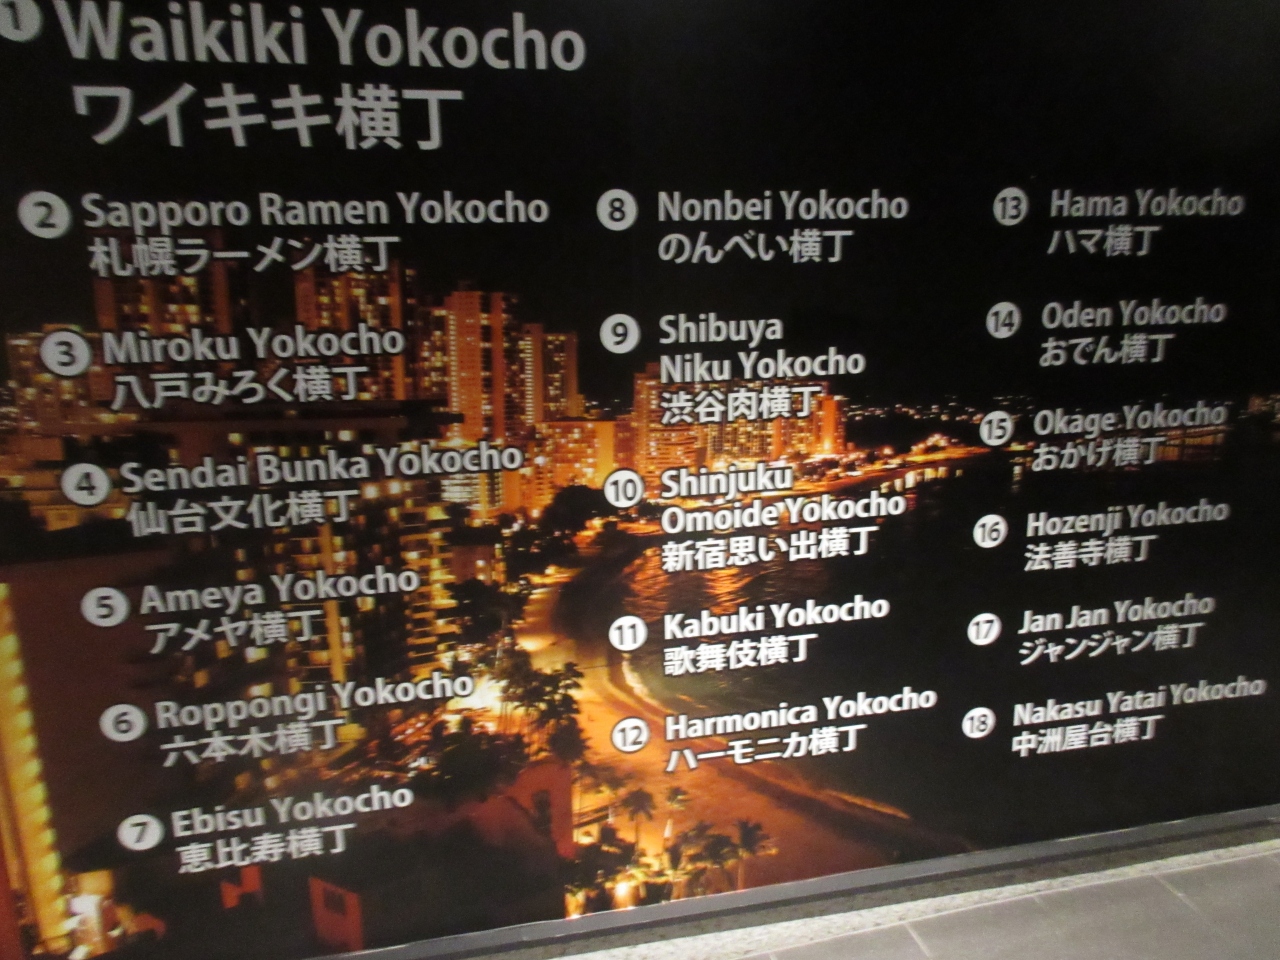 1 Waikiki Yokocho
ワイキキ横丁
2 Sapporo Ramen Yokocho
札幌ラーメン横丁
3 Miroku Yokocho
八戸みろく横丁
4 Sendai Bunka Yokocho
仙台文化横丁
5 Ameya Yokocho
アメヤ横丁
6 Roppongi Yokocho
六本木横丁
7 Ebisu Yokocho
恵比寿横丁
8 Nonbei Yokocho
のんべい横丁
9 Shibuya
Niku Yokocho
渋谷肉横丁
10 Shinjuku
Omoide Yokocho
新宿思い出横丁
11 Kabuki Yokocho
歌舞伎横丁
12 Harmonica Yokocho
ハーモニカ横丁
13 Hama Yokocho
ハマ横丁
14 Oden Yokocho
おでん横丁
15 Okage Yokocho
おかげ横丁
16 Hozenji Yokocho
法善寺横丁
17 Jan Jan Yokocho
ジャンジャン横丁
18 Nakasu Yatai Yokocho
中洲屋台横丁